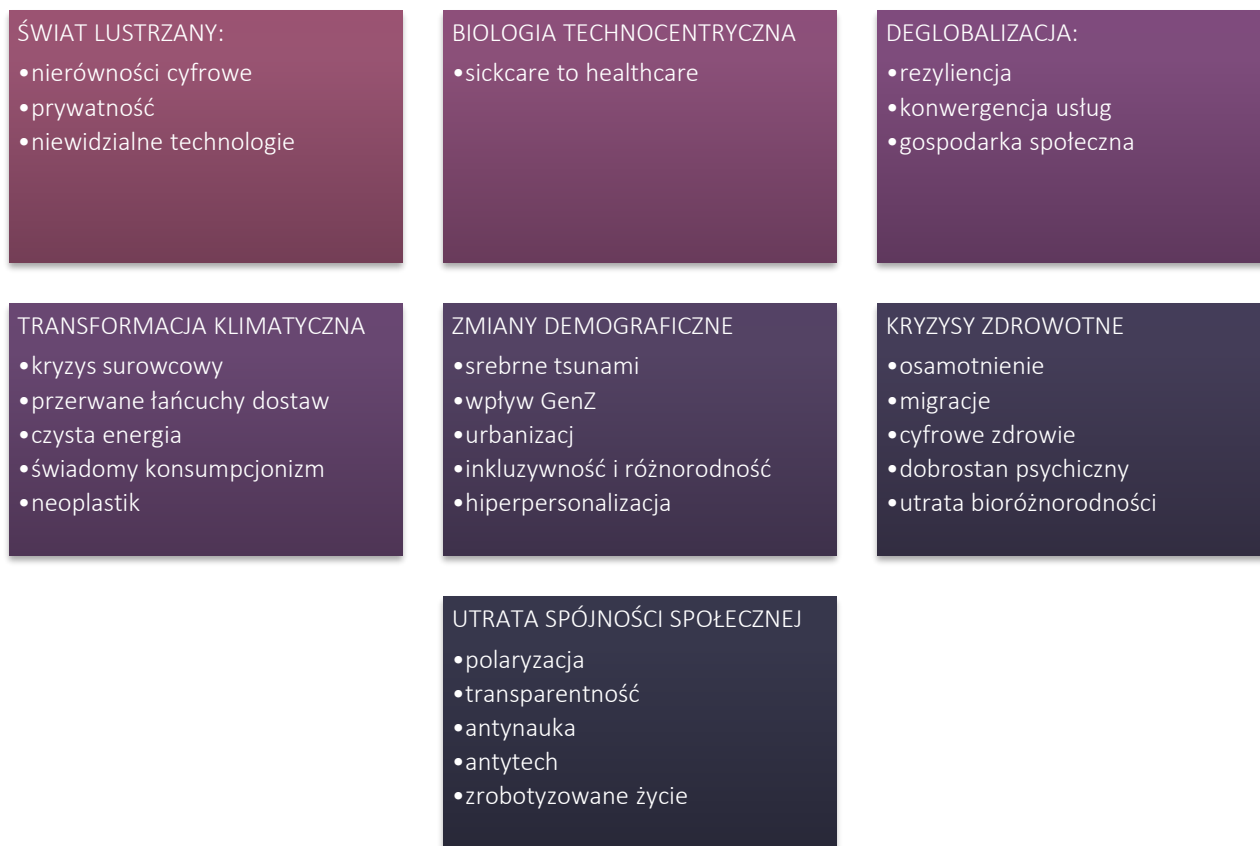 ŚWIAT LUSTRZANY:
•nierówności cyfrowe
•prywatność
•niewidzialne technologie
BIOLOGIA TECHNOCENTRYCZNA
•sickcare to healthcare
DEGLOBALIZACJA:
•rezyliencja
•konwergencja usług
•gospodarka społeczna
TRANSFORMACJA KLIMATYCZNA
•kryzys surowcowy
•przerwane łańcuchy dostaw
•czysta energia
•świadomy konsumpcjonizm
•neoplastik
ZMIANY DEMOGRAFICZNE
•srebrne tsunami
•wpływ GenZ
•urbanizacj
•inkluzywność i różnorodność
•hiperpersonalizacja
KRYZYSY ZDROWOTNE
•osamotnienie
•migracje
•cyfrowe zdrowie
•dobrostan psychiczny
•utrata bioróżnorodności
UTRATA SPÓJNOŚCI SPOŁECZNEJ
•polaryzacja
•transparentność
•antynauka
•antytech
•zrobotyzowane życie